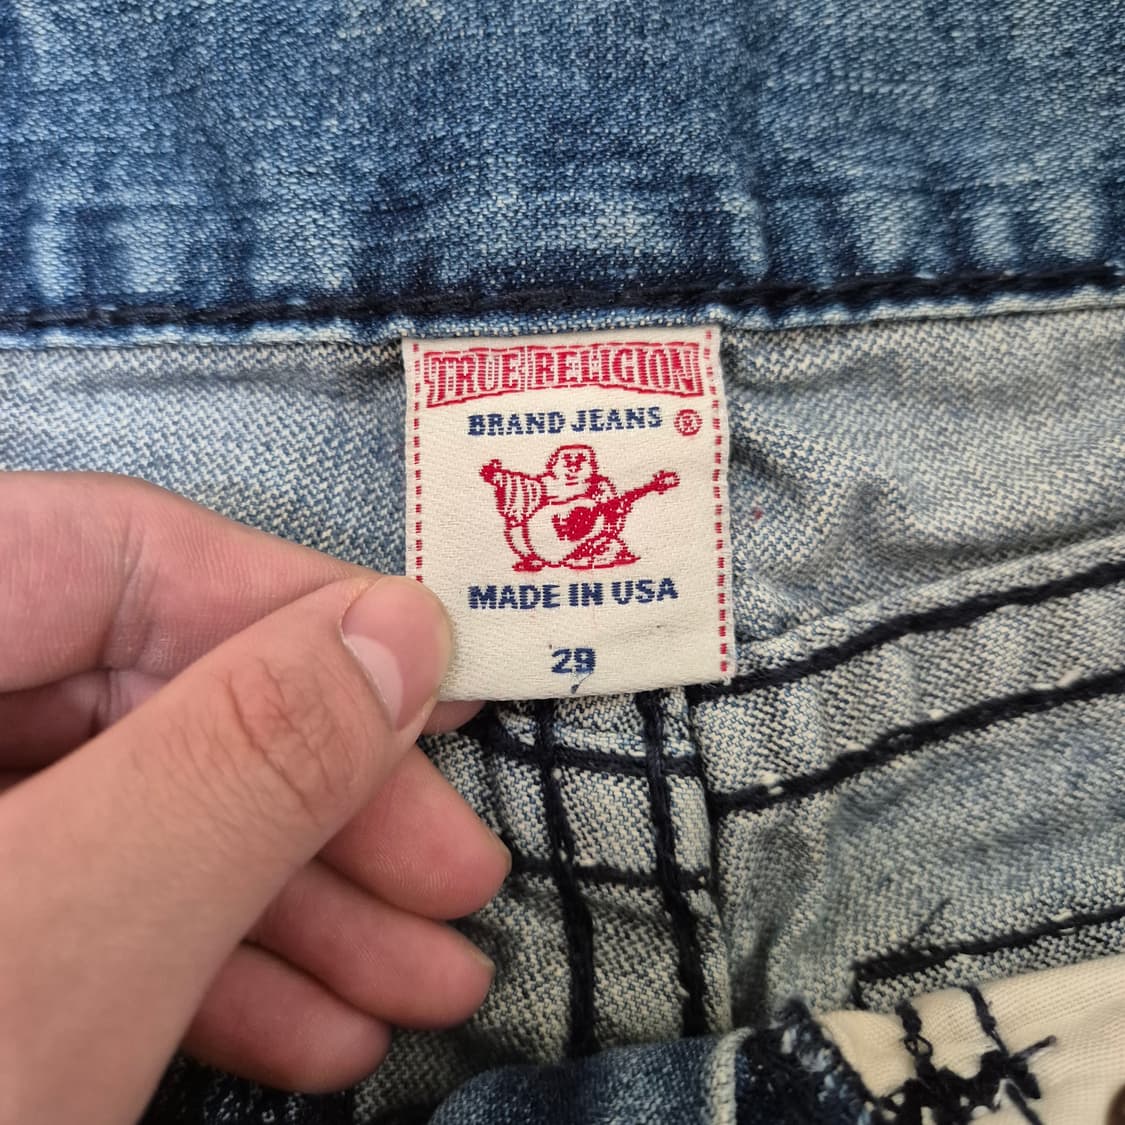 TRUE RELIGION
BRAND JEANS ®
MADE IN USA
29